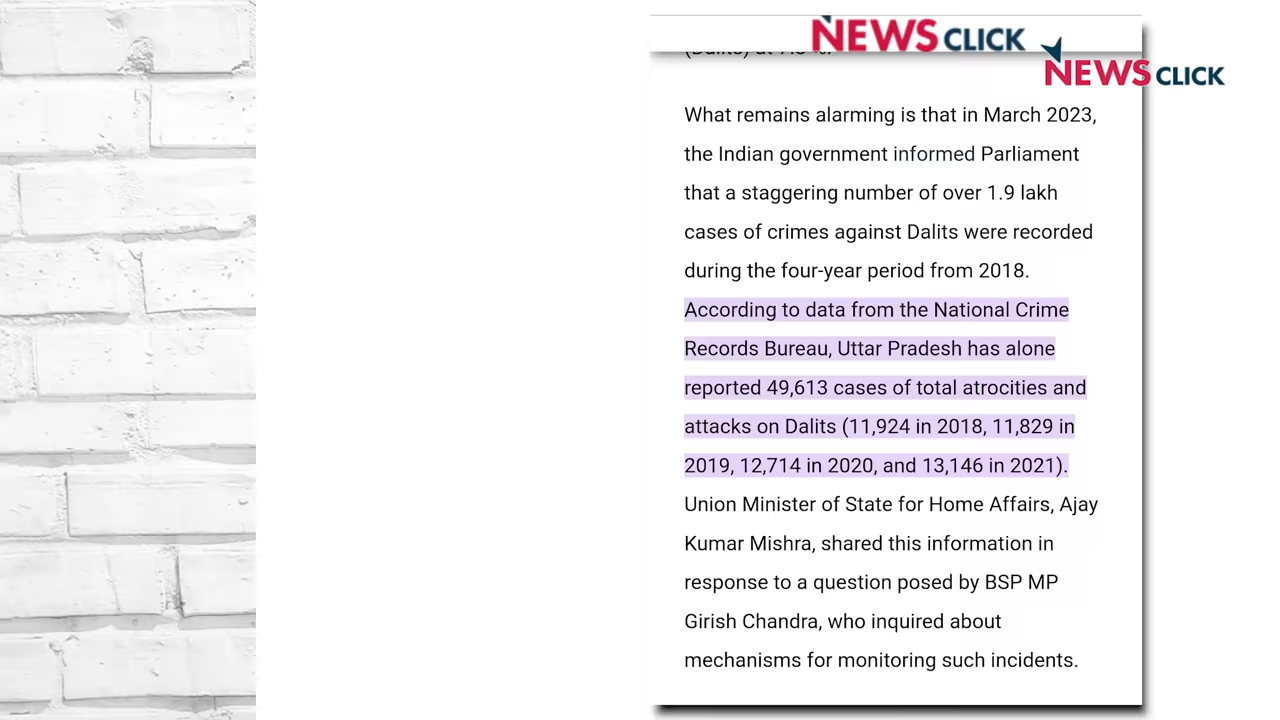 NEWS CLICK
NEWS CLICK
What remains alarming is that in March 2023,
the Indian government informed Parliament
that a staggering number of over 1.9 lakh
cases of crimes against Dalits were recorded
during the four-year period from 2018.
According to data from the National Crime
Records Bureau, Uttar Pradesh has alone
reported 49,613 cases of total atrocities and
attacks on Dalits (11,924 in 2018, 11,829 in
2019, 12,714 in 2020, and 13,146 in 2021).
Union Minister of State for Home Affairs, Ajay
Kumar Mishra, shared this information in
response to a question posed by BSP MP
Girish Chandra, who inquired about
mechanisms for monitoring such incidents.